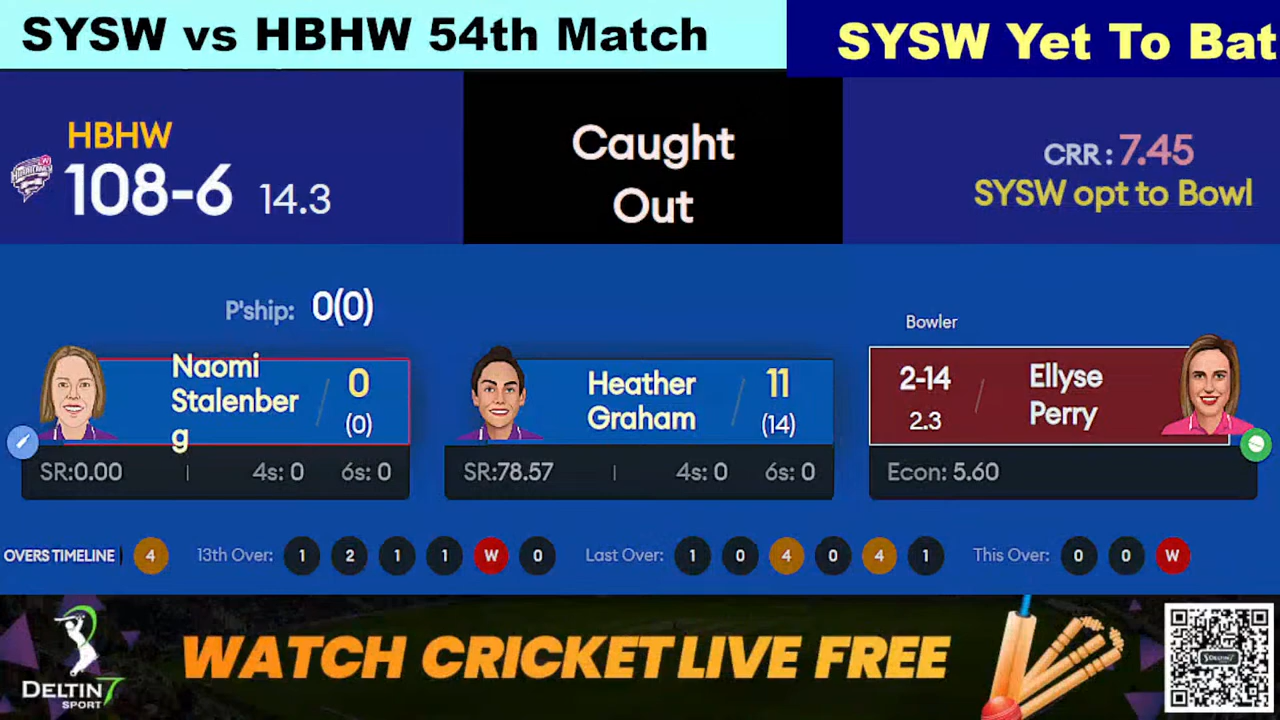 SYSW vs HBHW 54th Match
SYSW Yet To Bat
HBHW
108-6 14.3
Caught
Out
CRR : 7.45
SYSW opt to Bowl
P'ship: 0(0)
Bowler
Naomi
Stalenber
g
/ 0
(0)
SR:0.00 | 4s: 0 6s: 0
Heather
Graham
/ 11
(14)
SR:78.57 | 4s: 0 6s: 0
2-14
2.3
/ Ellyse
Perry
Econ: 5.60
OVERS TIMELINE 4 13th Over: 1 2 1 1 W 0 Last Over: 1 0 4 0 4 1 This Over: 0 0 W
DELTIN7
SPORT
WATCH CRICKET LIVE FREE